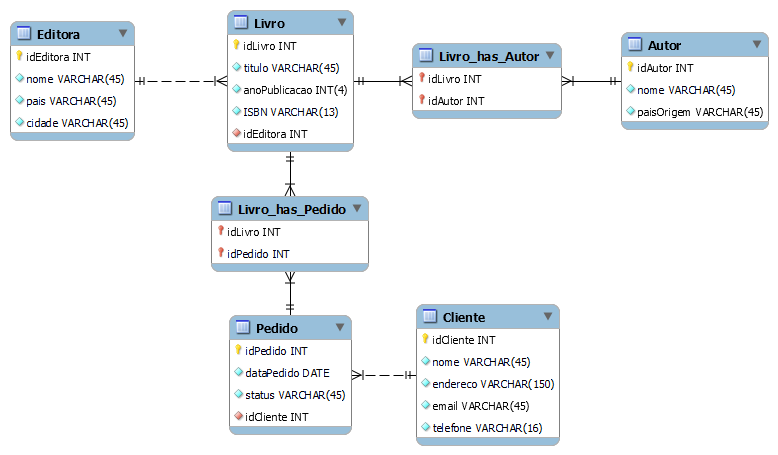 Editora
idEditora INT
nome VARCHAR(45)
pais VARCHAR(45)
cidade VARCHAR(45)
Livro
idLivro INT
titulo VARCHAR(45)
anoPublicacao INT(4)
ISBN VARCHAR(13)
idEditora INT
Livro_has_Autor
idLivro INT
idAutor INT
Autor
idAutor INT
nome VARCHAR(45)
paisOrigem VARCHAR(45)
Livro_has_Pedido
idLivro INT
idPedido INT
Pedido
idPedido INT
dataPedido DATE
status VARCHAR(45)
idCliente INT
Cliente
idCliente INT
nome VARCHAR(45)
endereco VARCHAR(150)
email VARCHAR(45)
telefone VARCHAR(16)